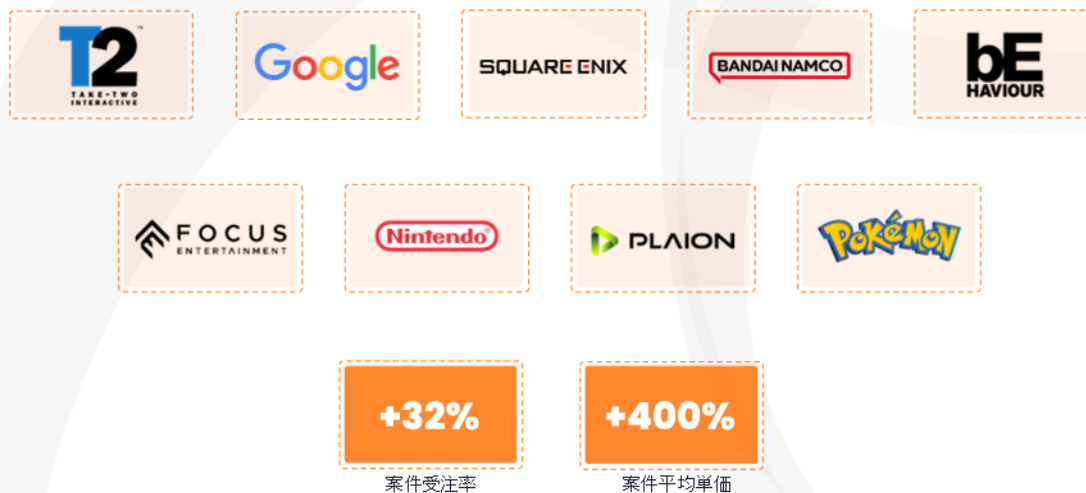 T2™
TAKE-TWO
INTERACTIVE
Google
SQUARE ENIX
BANDAI NAMCO
bE
HAVIOUR
FOCUS
ENTERTAINMENT
Nintendo®
PLAION
POKÉMON
+32%
案件受注率
+400%
案件平均単価